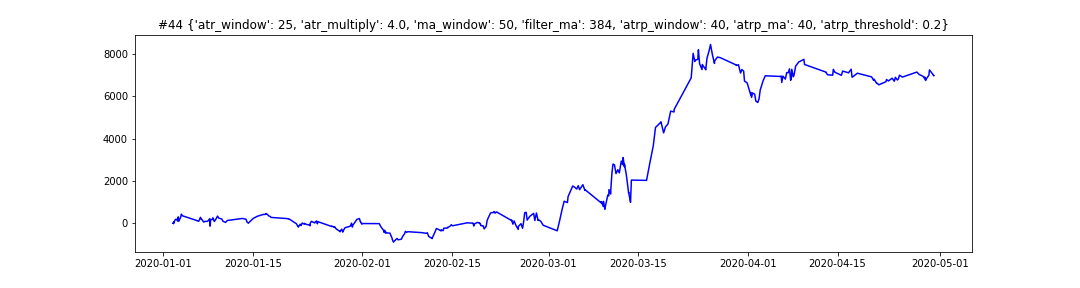 #44 {'atr_window': 25, 'atr_multiply': 4.0, 'ma_window': 50, 'filter_ma': 384, 'atrp_window': 40, 'atrp_ma': 40, 'atrp_threshold': 0.2}
8000
6000
4000
2000
0
2020-01-01 2020-01-15 2020-02-01 2020-02-15 2020-03-01 2020-03-15 2020-04-01 2020-04-15 2020-05-01